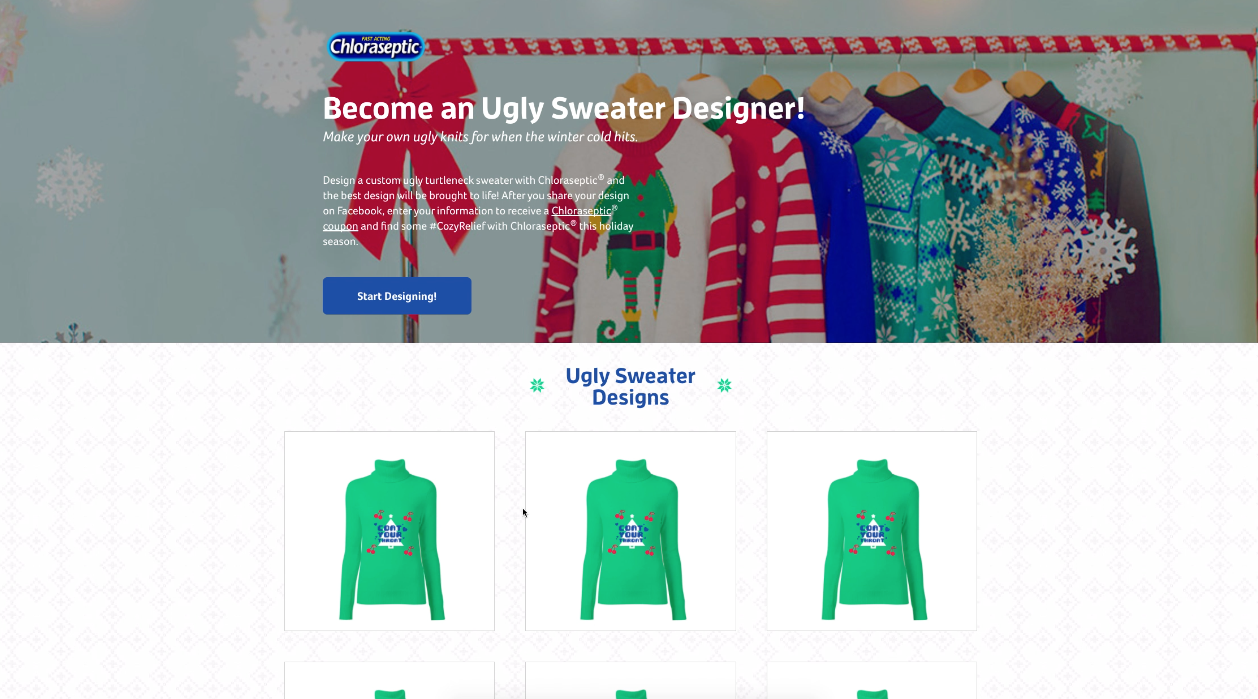 FAST ACTING
Chloraseptic
Become an Ugly Sweater Designer!
Make your own ugly knits for when the winter cold hits.
Design a custom ugly turtleneck sweater with Chloraseptic® and
the best design will be brought to life! After you share your design
on Facebook, enter your information to receive a Chloraseptic®
coupon and find some #CozyRelief with Chloraseptic® this holiday
season.
Start Designing!
Ugly Sweater
Designs
COAT
YOUR
THROAT
COAT
YOUR
THROAT
COAT
YOUR
THROAT